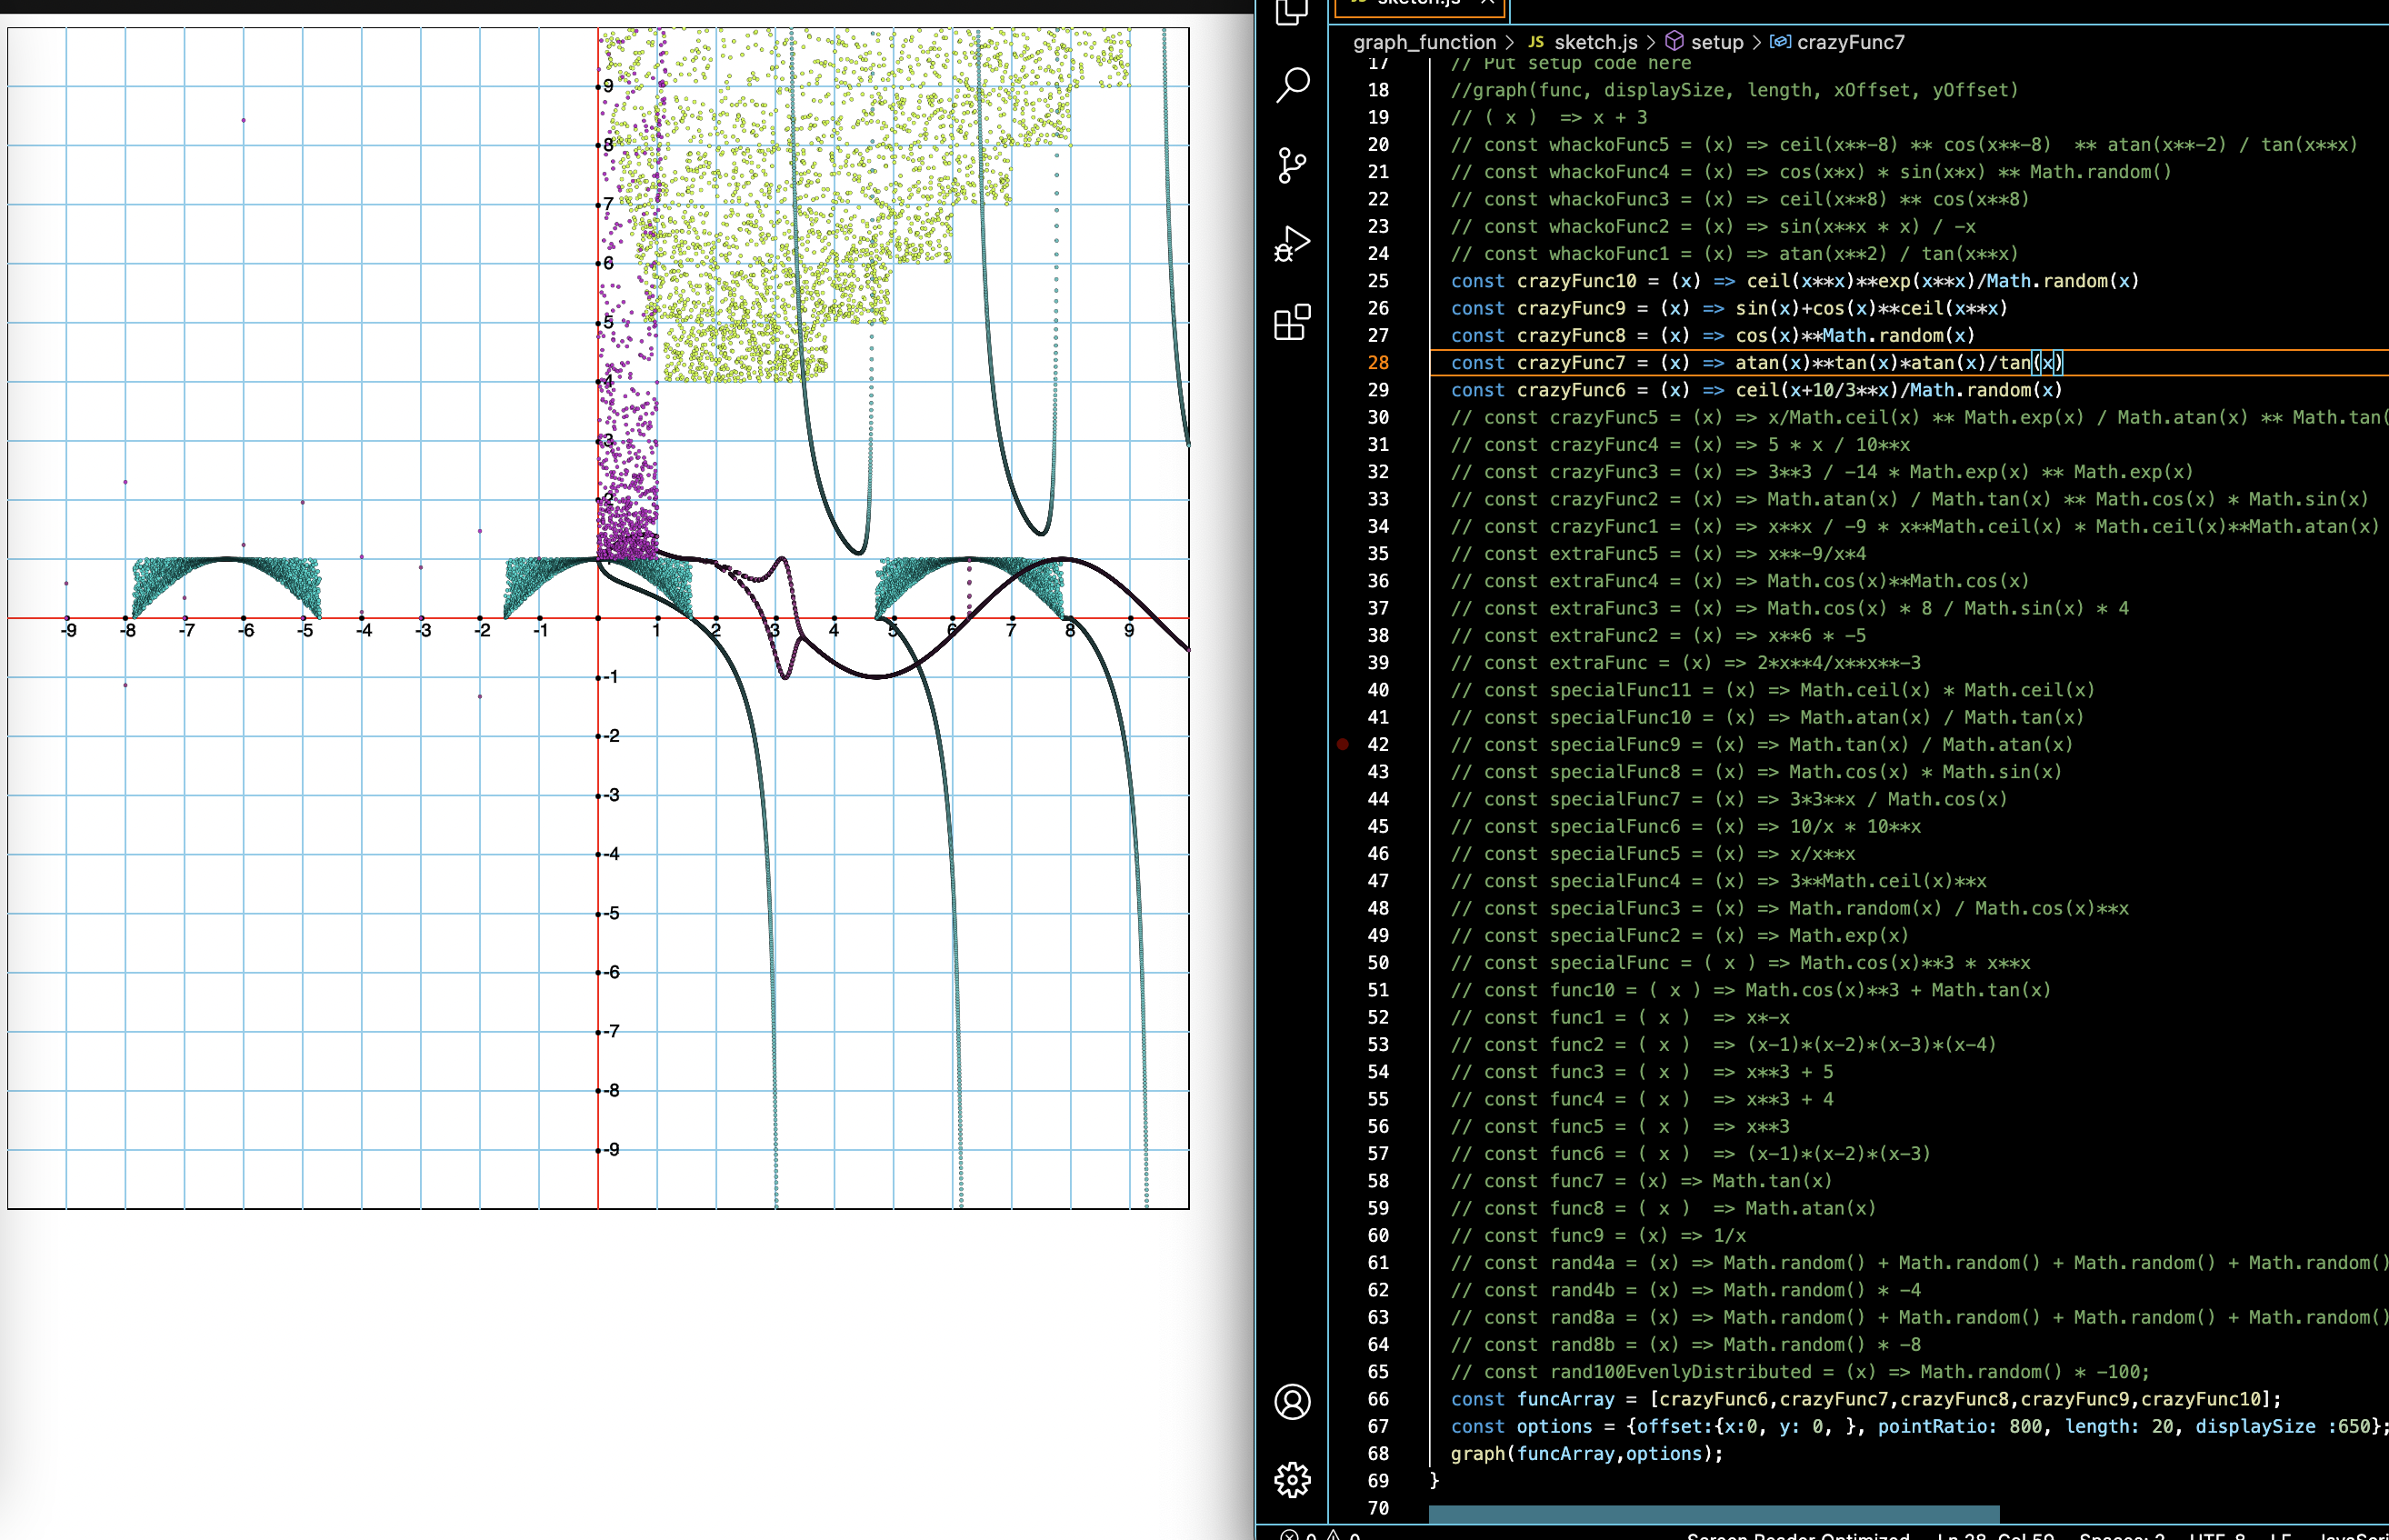 9
8
7
6
5
4
3
2
-9 -8 -7 -6 -5 -4 -3 -2 -1 1 2 3 4 5 6 7 8 9
-1
-2
-3
-4
-5
-6
-7
-8
-9
sketch.js ×
graph_function > JS sketch.js > setup > crazyFunc7
17 // Put setup code here
18 //graph(func, displaySize, length, xOffset, yOffset)
19 // ( x )  => x + 3
20 // const whackoFunc5 = (x) => ceil(x**-8) ** cos(x**-8)  ** atan(x**-2) / tan(x**x)
21 // const whackoFunc4 = (x) => cos(x*x) * sin(x*x) ** Math.random()
22 // const whackoFunc3 = (x) => ceil(x**8) ** cos(x**8)
23 // const whackoFunc2 = (x) => sin(x**x * x) / -x
24 // const whackoFunc1 = (x) => atan(x**2) / tan(x**x)
25 const crazyFunc10 = (x) => ceil(x**x)**exp(x**x)/Math.random(x)
26 const crazyFunc9 = (x) => sin(x)+cos(x)**ceil(x**x)
27 const crazyFunc8 = (x) => cos(x)**Math.random(x)
28 const crazyFunc7 = (x) => atan(x)**tan(x)*atan(x)/tan(x)
29 const crazyFunc6 = (x) => ceil(x+10/3**x)/Math.random(x)
30 // const crazyFunc5 = (x) => x/Math.ceil(x) ** Math.exp(x) / Math.atan(x) ** Math.tan(
31 // const crazyFunc4 = (x) => 5 * x / 10**x
32 // const crazyFunc3 = (x) => 3**3 / -14 * Math.exp(x) ** Math.exp(x)
33 // const crazyFunc2 = (x) => Math.atan(x) / Math.tan(x) ** Math.cos(x) * Math.sin(x)
34 // const crazyFunc1 = (x) => x**x / -9 * x**Math.ceil(x) * Math.ceil(x)**Math.atan(x)
35 // const extraFunc5 = (x) => x**-9/x*4
36 // const extraFunc4 = (x) => Math.cos(x)**Math.cos(x)
37 // const extraFunc3 = (x) => Math.cos(x) * 8 / Math.sin(x) * 4
38 // const extraFunc2 = (x) => x**6 * -5
39 // const extraFunc = (x) => 2*x**4/x**x**-3
40 // const specialFunc11 = (x) => Math.ceil(x) * Math.ceil(x)
41 // const specialFunc10 = (x) => Math.atan(x) / Math.tan(x)
42 // const specialFunc9 = (x) => Math.tan(x) / Math.atan(x)
43 // const specialFunc8 = (x) => Math.cos(x) * Math.sin(x)
44 // const specialFunc7 = (x) => 3*3**x / Math.cos(x)
45 // const specialFunc6 = (x) => 10/x * 10**x
46 // const specialFunc5 = (x) => x/x**x
47 // const specialFunc4 = (x) => 3**Math.ceil(x)**x
48 // const specialFunc3 = (x) => Math.random(x) / Math.cos(x)**x
49 // const specialFunc2 = (x) => Math.exp(x)
50 // const specialFunc = ( x ) => Math.cos(x)**3 * x**x
51 // const func10 = ( x ) => Math.cos(x)**3 + Math.tan(x)
52 // const func1 = ( x )  => x*-x
53 // const func2 = ( x )  => (x-1)*(x-2)*(x-3)*(x-4)
54 // const func3 = ( x )  => x**3 + 5
55 // const func4 = ( x )  => x**3 + 4
56 // const func5 = ( x )  => x**3
57 // const func6 = ( x )  => (x-1)*(x-2)*(x-3)
58 // const func7 = (x) => Math.tan(x)
59 // const func8 = ( x )  => Math.atan(x)
60 // const func9 = (x) => 1/x
61 // const rand4a = (x) => Math.random() + Math.random() + Math.random() + Math.random()
62 // const rand4b = (x) => Math.random() * -4
63 // const rand8a = (x) => Math.random() + Math.random() + Math.random() + Math.random()
64 // const rand8b = (x) => Math.random() * -8
65 // const rand100EvenlyDistributed = (x) => Math.random() * -100;
66 const funcArray = [crazyFunc6,crazyFunc7,crazyFunc8,crazyFunc9,crazyFunc10];
67 const options = {offset:{x:0, y: 0, }, pointRatio: 800, length: 20, displaySize :650};
68 graph(funcArray,options);
69 }
70
0 0 Screen Reader Optimized Ln 28, Col 59 Spaces: 2 UTF-8 LF